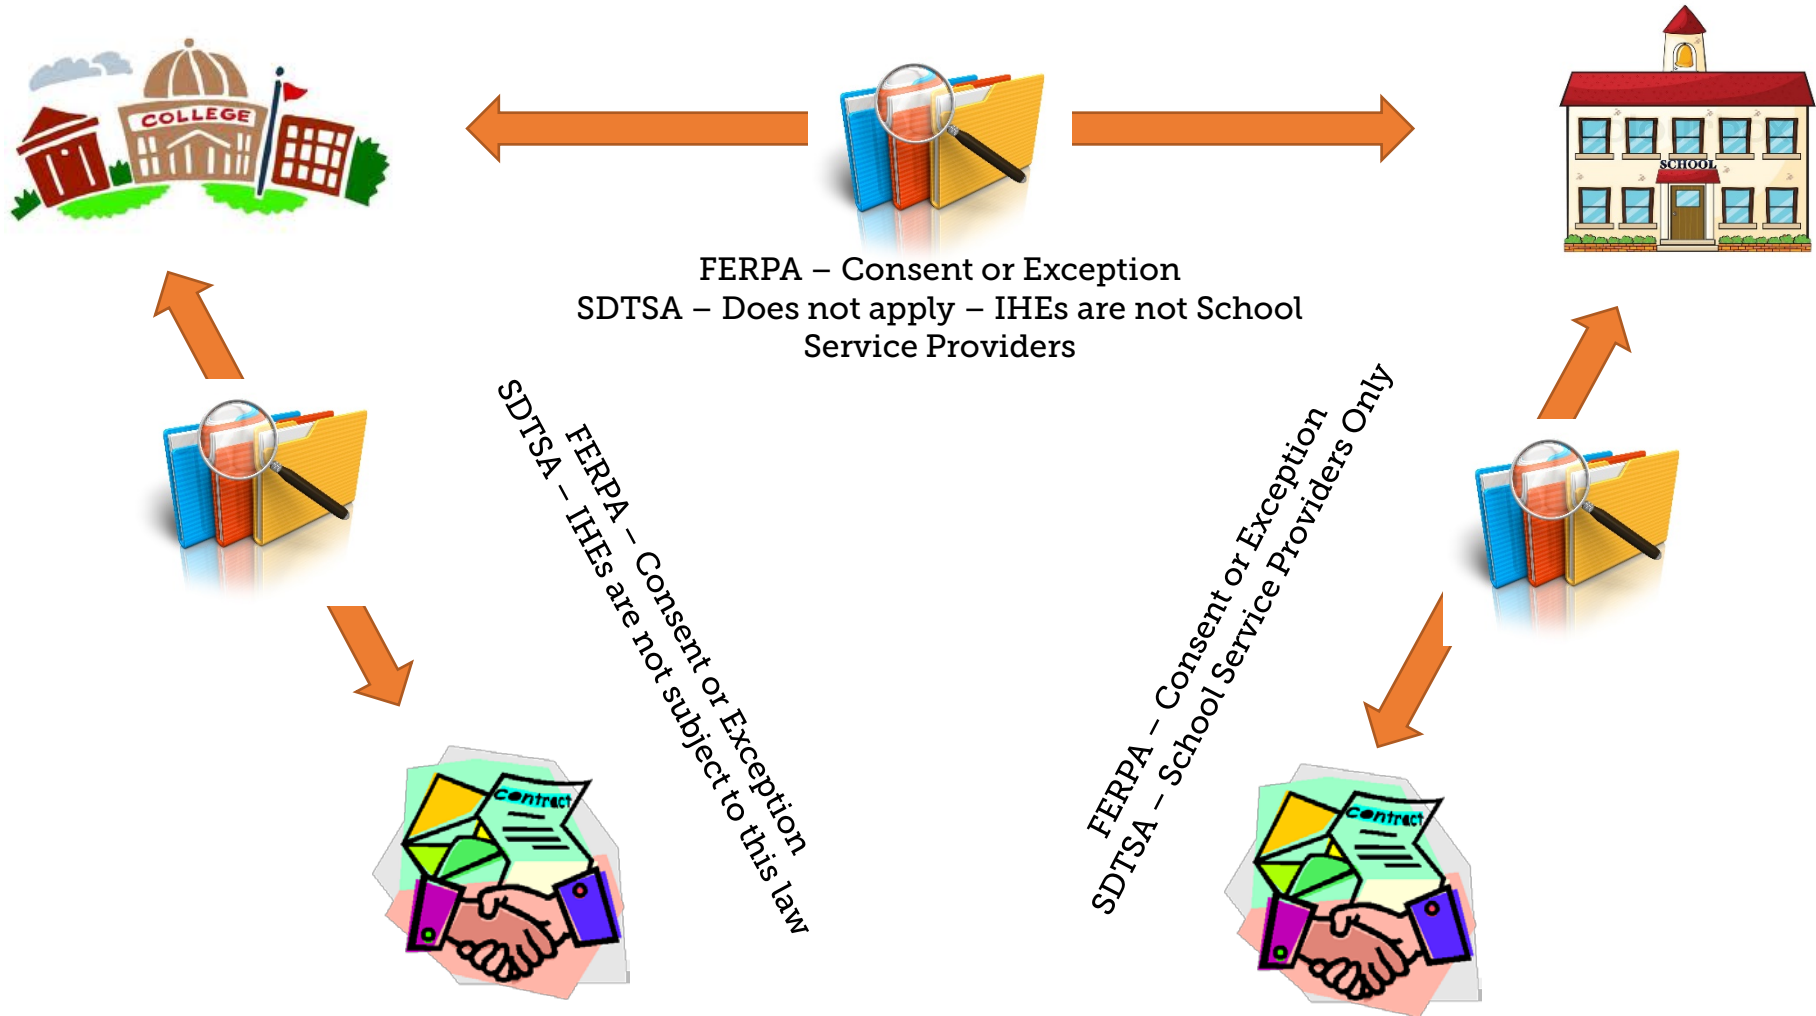 COLLEGE
SCHOOL
FERPA – Consent or Exception
SDTSA – Does not apply – IHEs are not School
Service Providers
FERPA – Consent or Exception
SDTSA – IHEs are not subject to this law
FERPA – Consent or Exception
SDTSA – School Service Providers Only
contract
contract